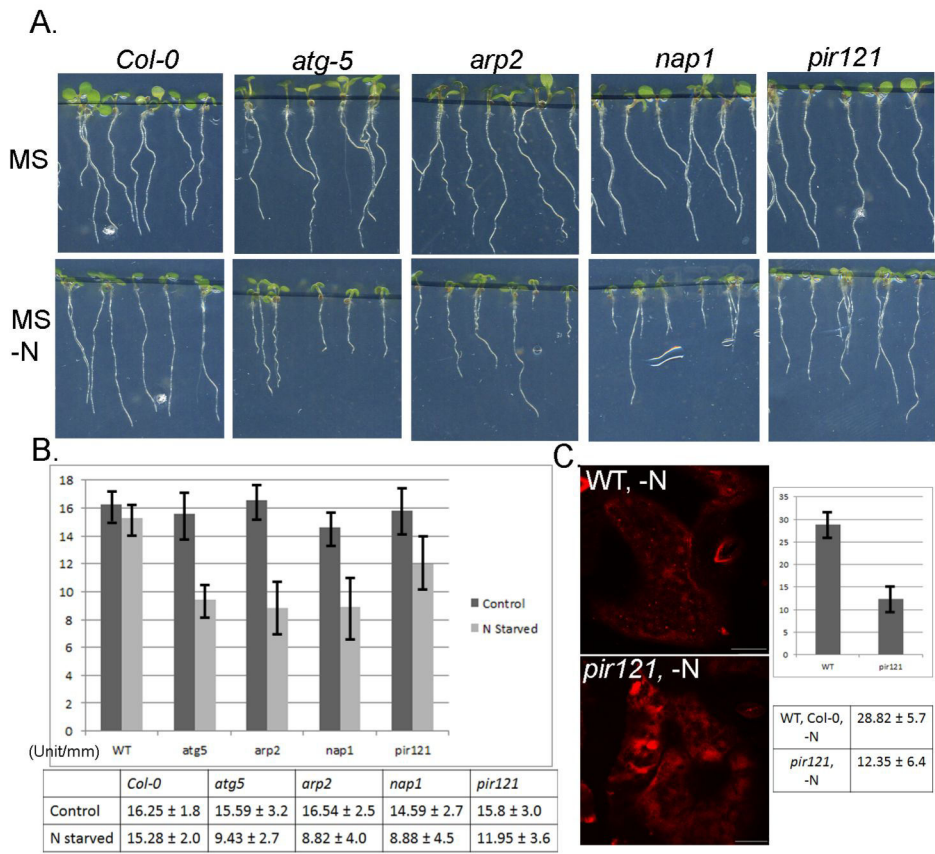 A.
Col-0 atg-5 arp2 nap1 pir121
MS
MS
-N
B.
18
16
14
12
10
8
6
4
2
0
(Unit/mm) WT atg5 arp2 nap1 pir121
Control
N Starved
Col-0 atg5 arp2 nap1 pir121
Control 16.25 ± 1.8 15.59 ± 3.2 16.54 ± 2.5 14.59 ± 2.7 15.8 ± 3.0
N starved 15.28 ± 2.0 9.43 ± 2.7 8.82 ± 4.0 8.88 ± 4.5 11.95 ± 3.6
C.
WT, -N
pir121, -N
35
30
25
20
15
10
5
0
WT pir121
WT, Col-0, -N 28.82 ± 5.7
pir121, -N 12.35 ± 6.4